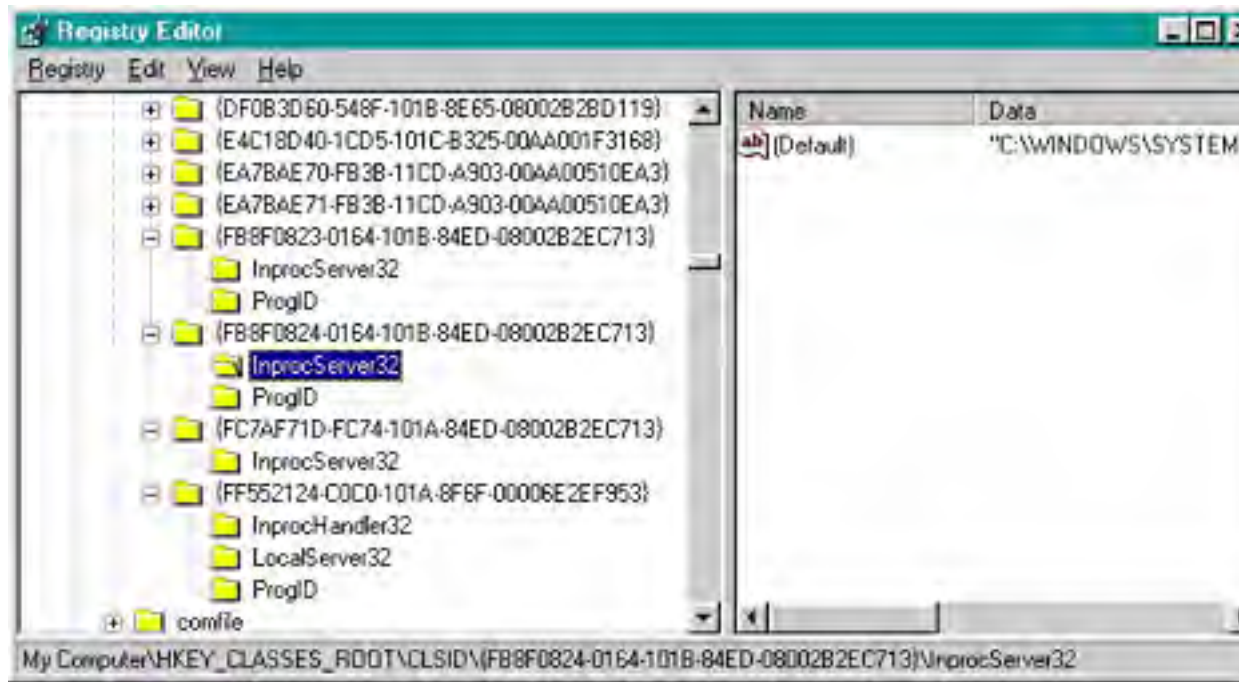 Registry Editor
Registry Edit View Help
{DF0B3D60-548F-101B-8E65-08002B2BD119}
{E4C18D40-1CD5-101C-B325-00AA001F3168}
{EA7BAE70-FB3B-11CD-A903-00AA00510EA3}
{EA7BAE71-FB3B-11CD-A903-00AA00510EA3}
{FB8F0823-0164-101B-84ED-08002B2EC713}
InprocServer32
ProgID
{FB8F0824-0164-101B-84ED-08002B2EC713}
InprocServer32
ProgID
{FC7AF71D-FC74-101A-84ED-08002B2EC713}
InprocServer32
{FF552124-C0C0-101A-8F6F-00006E2EF953}
InprocHandler32
LocalServer32
ProgID
comfile
Name Data
ab (Default) "C:\WINDOWS\SYSTEM
My Computer\HKEY_CLASSES_ROOT\CLSID\{FB8F0824-0164-101B-84ED-08002B2EC713}\InprocServer32